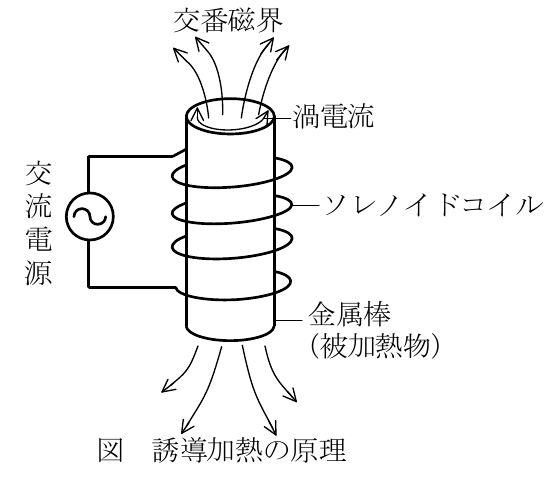 交番磁界
渦電流
交流電源
ソレノイドコイル
金属棒
(被加熱物)
図　誘導加熱の原理